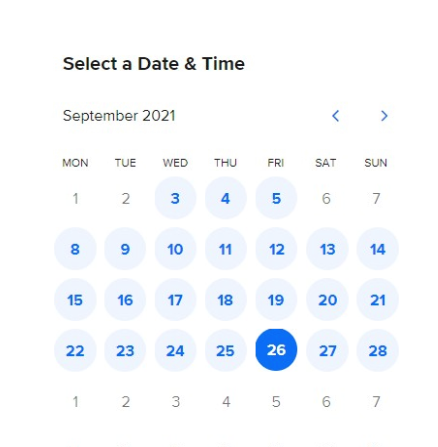 Select a Date & Time
September 2021
MON TUE WED THU FRI SAT SUN
1 2 3 4 5 6 7
8 9 10 11 12 13 14
15 16 17 18 19 20 21
22 23 24 25 26 27 28
1 2 3 4 5 6 7